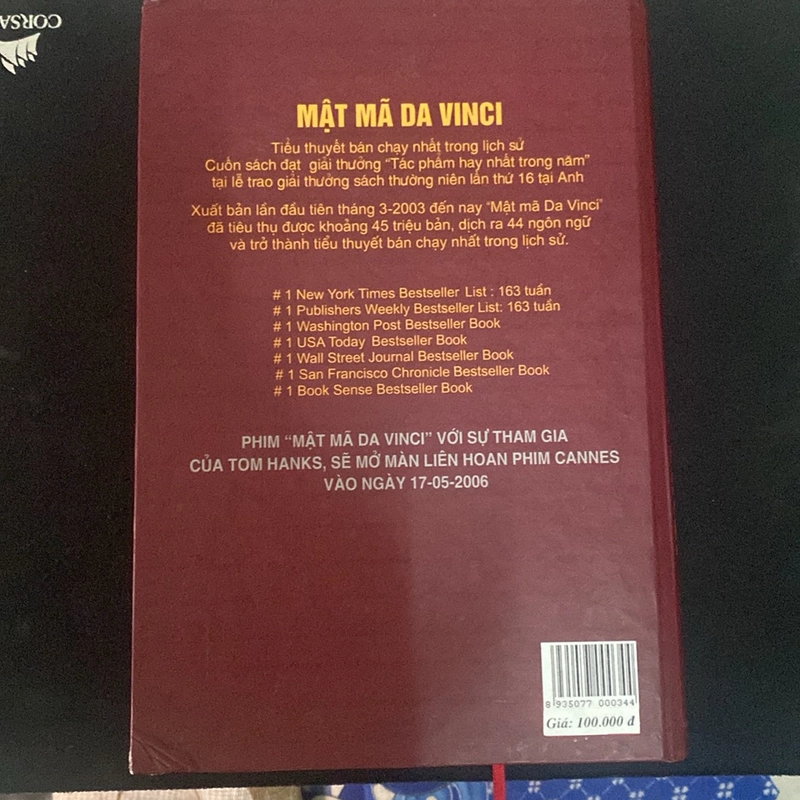 CORSA
MẬT MÃ DA VINCI
Tiểu thuyết bán chạy nhất trong lịch sử
Cuốn sách đạt giải thưởng “Tác phẩm hay nhất trong năm”
tại lễ trao giải thưởng sách thường niên lần thứ 16 tại Anh
Xuất bản lần đầu tiên tháng 3-2003 đến nay “Mật mã Da Vinci”
đã tiêu thụ được khoảng 45 triệu bản, dịch ra 44 ngôn ngữ
và trở thành tiểu thuyết bán chạy nhất trong lịch sử.
# 1 New York Times Bestseller List : 163 tuần
# 1 Publishers Weekly Bestseller List: 163 tuần
# 1 Washington Post Bestseller Book
# 1 USA Today Bestseller Book
# 1 Wall Street Journal Bestseller Book
# 1 San Francisco Chronicle Bestseller Book
# 1 Book Sense Bestseller Book
PHIM “MẬT MÃ DA VINCI” VỚI SỰ THAM GIA
CỦA TOM HANKS, SẼ MỞ MÀN LIÊN HOAN PHIM CANNES
VÀO NGÀY 17-05-2006
8 935077 000344
Giá: 100.000 đ